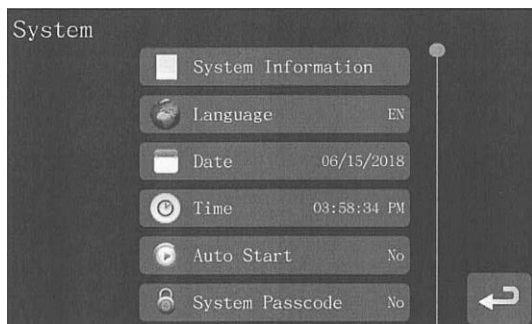 System
System Information
Language EN
Date 06/15/2018
Time 03:58:34 PM
Auto Start No
System Passcode No